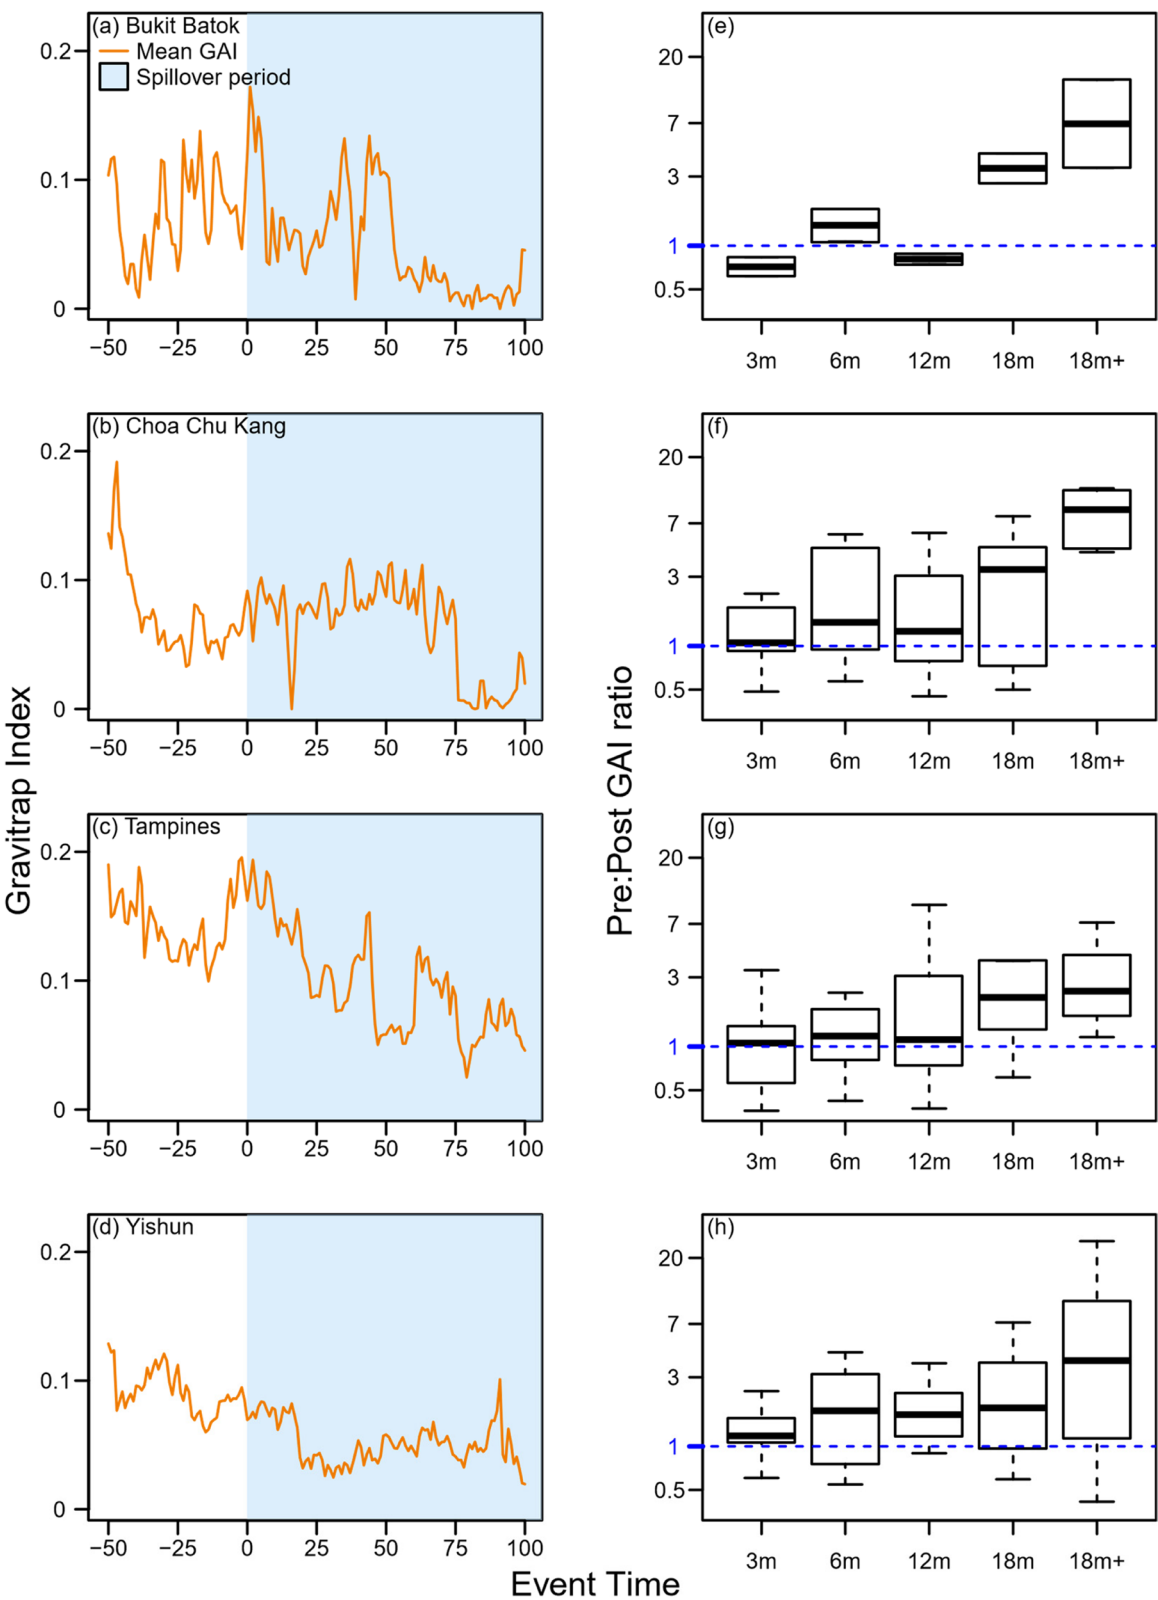 (a) Bukit Batok
Mean GAI
Spillover period
0.2
0.1
0
−50 −25 0 25 50 75 100
(e)
20
7
3
1
0.5
3m 6m 12m 18m 18m+
(b) Choa Chu Kang
0.2
0.1
0
−50 −25 0 25 50 75 100
(f)
20
7
3
1
0.5
3m 6m 12m 18m 18m+
(c) Tampines
0.2
0.1
0
−50 −25 0 25 50 75 100
(g)
20
7
3
1
0.5
3m 6m 12m 18m 18m+
(d) Yishun
0.2
0.1
0
−50 −25 0 25 50 75 100
(h)
20
7
3
1
0.5
3m 6m 12m 18m 18m+
Gravitrap Index
Pre:Post GAI ratio
Event Time